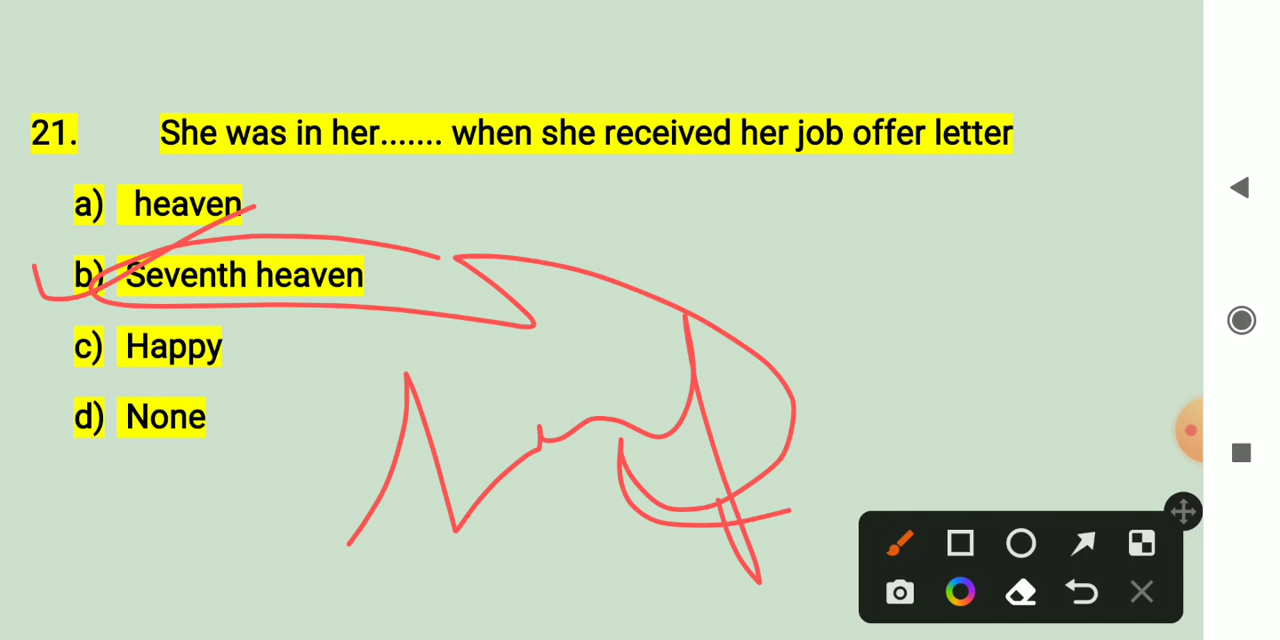 21. She was in her....... when she received her job offer letter
a) heaven
b) Seventh heaven
c) Happy
d) None